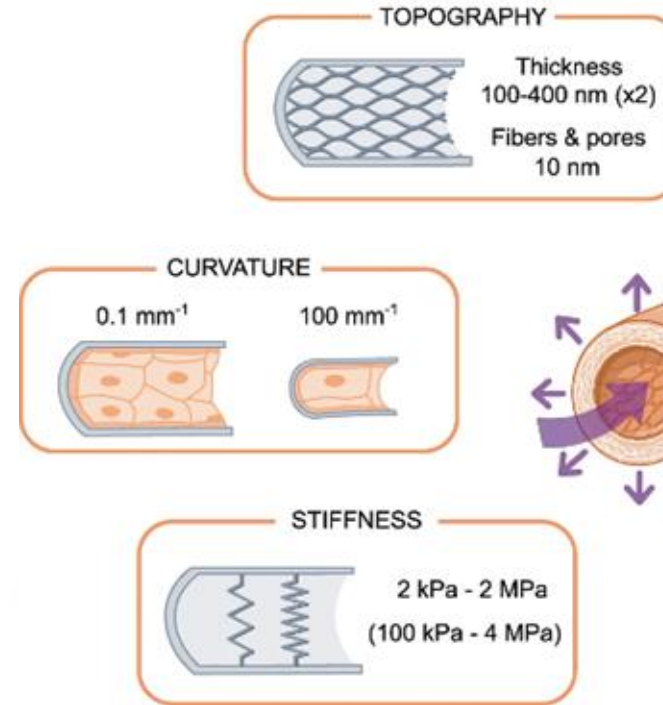 TOPOGRAPHY
Thickness
100-400 nm (x2)
Fibers & pores
10 nm
CURVATURE
0.1 mm⁻¹
100 mm⁻¹
STIFFNESS
2 kPa - 2 MPa
(100 kPa - 4 MPa)